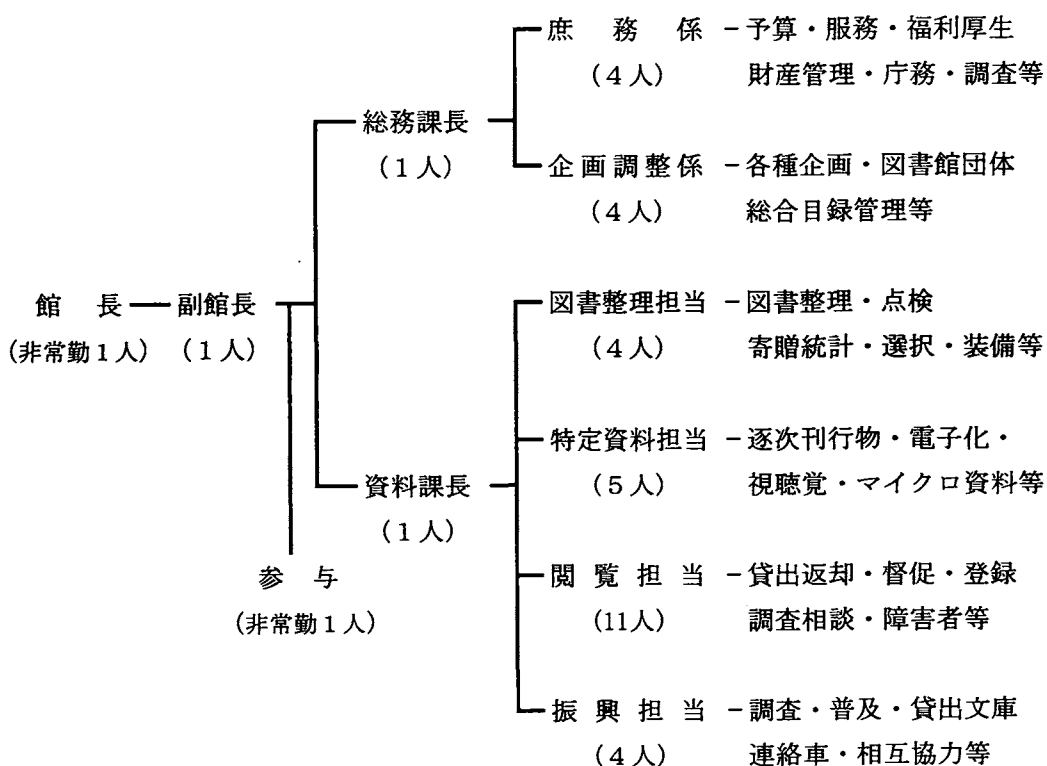 庶務係 －予算・服務・福利厚生
(4人) 財産管理・庁務・調査等
総務課長
(1人)
企画調整係 －各種企画・図書館団体
(4人) 総合目録管理等
館長 副館長
(非常勤1人) (1人)
図書整理担当 －図書整理・点検
(4人) 寄贈統計・選択・装備等
特定資料担当 －逐次刊行物・電子化・
(5人) 視聴覚・マイクロ資料等
資料課長
(1人)
参与
(非常勤1人)
閲覧担当 －貸出返却・督促・登録
(11人) 調査相談・障害者等
振興担当 －調査・普及・貸出文庫
(4人) 連絡車・相互協力等